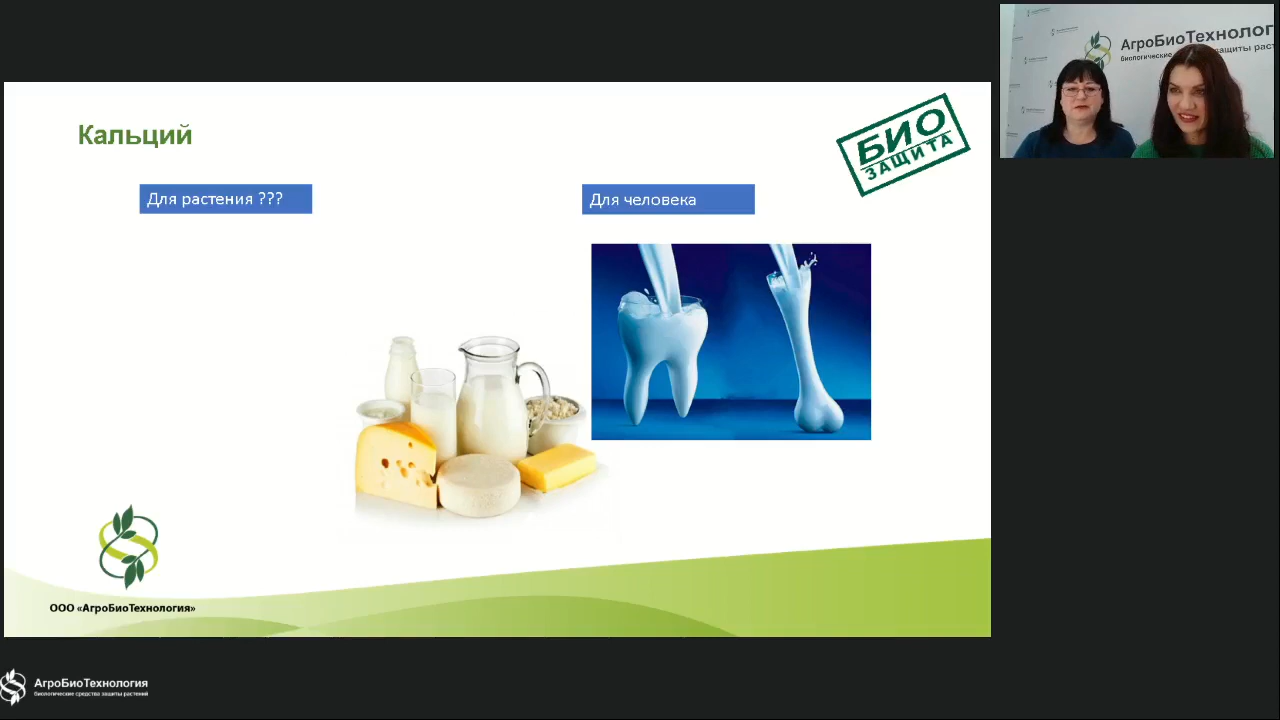 Кальций
БИО
ЗАЩИТА
Для растения ???
Для человека
ООО «АгроБиоТехнология»
АгроБиоТехнология
биологические средства защиты растений
АгроБиоТехнолог
биологические
защиты раст